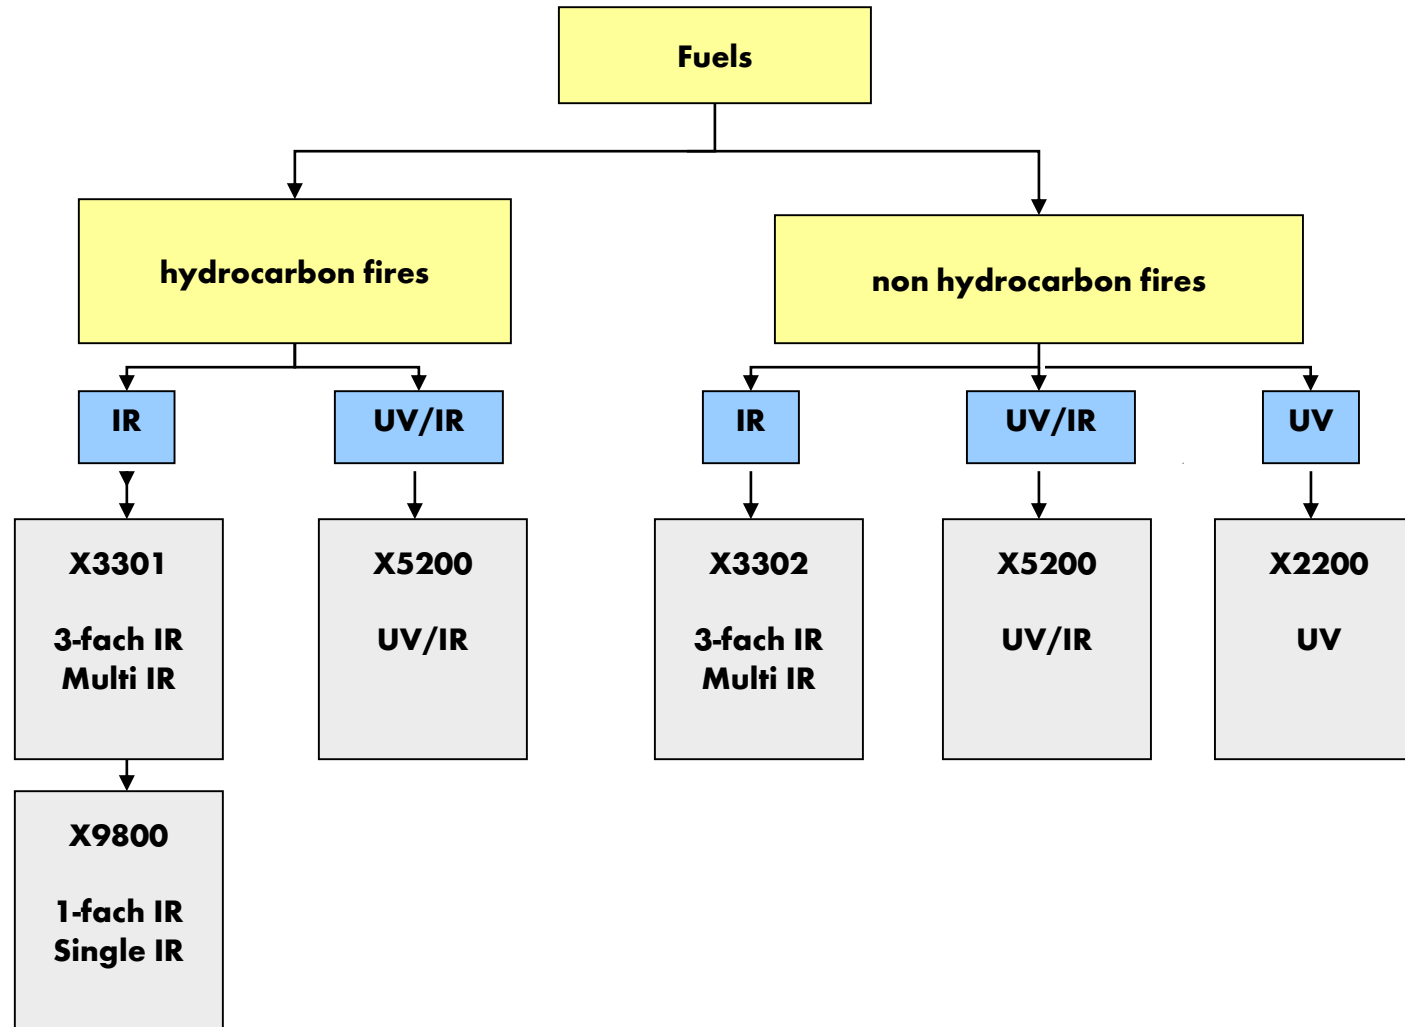 Fuels
hydrocarbon fires
non hydrocarbon fires
IR
UV/IR
IR
UV/IR
UV
X3301
3-fach IR
Multi IR
X5200
UV/IR
X3302
3-fach IR
Multi IR
X5200
UV/IR
X2200
UV
X9800
1-fach IR
Single IR